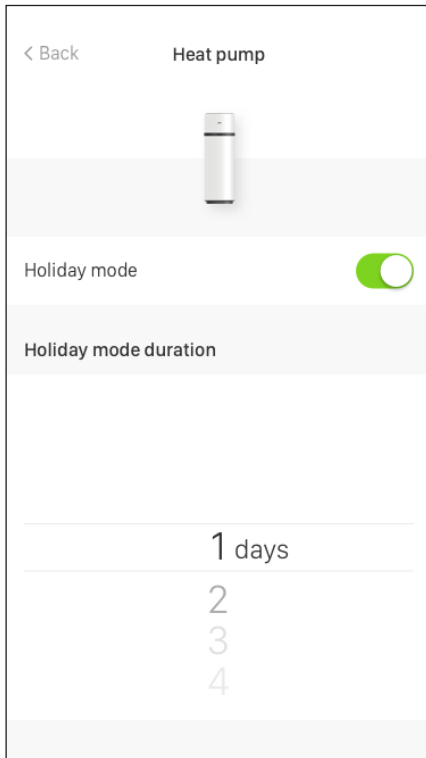 Back
Heat pump
Holiday mode
Holiday mode duration
1 days
2
3
4